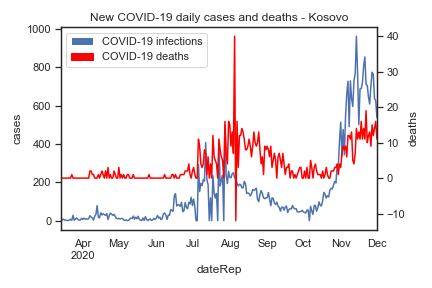 New COVID-19 daily cases and deaths - Kosovo
COVID-19 infections
COVID-19 deaths
1000
800
600
400
200
0
cases
40
30
20
10
0
−10
deaths
Apr May Jun Jul Aug Sep Oct Nov Dec
2020
dateRep